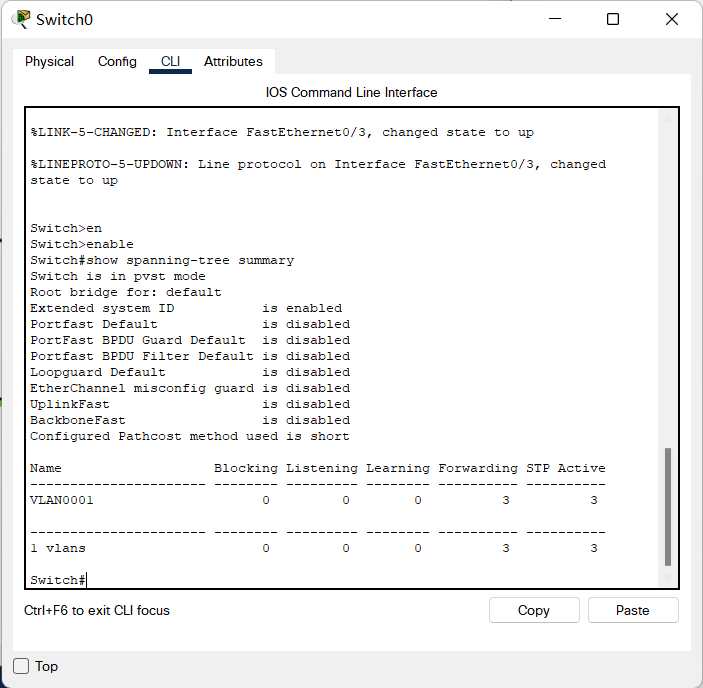 Switch0
Physical Config CLI Attributes
IOS Command Line Interface
%LINK-5-CHANGED: Interface FastEthernet0/3, changed state to up
%LINEPROTO-5-UPDOWN: Line protocol on Interface FastEthernet0/3, changed
state to up
Switch>en
Switch>enable
Switch#show spanning-tree summary
Switch is in pvst mode
Root bridge for: default
Extended system ID           is enabled
Portfast Default             is disabled
PortFast BPDU Guard Default  is disabled
Portfast BPDU Filter Default is disabled
Loopguard Default            is disabled
EtherChannel misconfig guard is disabled
UplinkFast                   is disabled
BackboneFast                 is disabled
Configured Pathcost method used is short
Name                   Blocking Listening Learning Forwarding STP Active
---------------------- -------- --------- -------- ---------- ----------
VLAN0001                     0         0        0          3          3
---------------------- -------- --------- -------- ---------- ----------
1 vlans                      0         0        0          3          3
Switch#
Ctrl+F6 to exit CLI focus
Copy Paste
Top